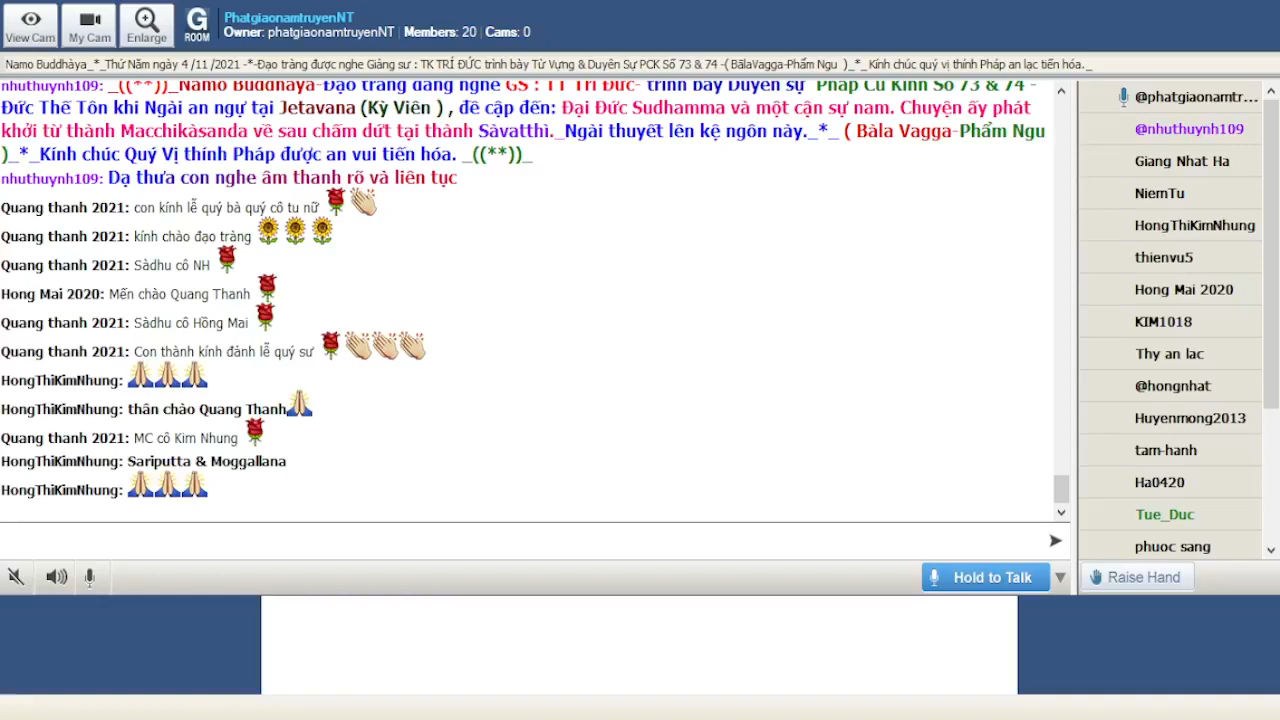 View Cam
My Cam
Enlarge
G
ROOM
PhatgiaonamtruyenNT
Owner: phatgiaonamtruyenNT | Members: 20 | Cams: 0
Namo Buddhàya_*_Thứ Năm ngày 4 /11 /2021 -*-Đạo tràng được nghe Giảng sư : TK TRÍ ĐỨC trình bày Từ Vựng & Duyên Sự PCK Số 73 & 74 -( BãlaVagga-Phẩm Ngu )_*_ Kính chúc quý vị thính Pháp an lạc tiến hóa._
nhuthuynh109: _((**))_Namo Buddhàya-Đạo tràng đang nghe GS : TT Trí Đức- trình bày Duyên sự Pháp Cú Kinh Số 73 & 74 -
Đức Thế Tôn khi Ngài an ngự tại Jetavana (Kỳ Viên ) , đề cập đến: Đại Đức Sudhamma và một cận sự nam. Chuyện ấy phát
khởi từ thành Macchikàsanda về sau chấm dứt tại thành Sàvatthì._Ngài thuyết lên kệ ngôn này._*_ ( Bàla Vagga-Phẩm Ngu
)_*_Kính chúc Quý Vị thính Pháp được an vui tiến hóa. _((**))_
nhuthuynh109: Dạ thưa con nghe âm thanh rõ và liên tục
Quang thanh 2021: con kính lễ quý bà quý cô tu nữ
Quang thanh 2021: kính chào đạo tràng
Quang thanh 2021: Sàdhu cô NH
Hong Mai 2020: Mến chào Quang Thanh
Quang thanh 2021: Sàdhu cô Hồng Mai
Quang thanh 2021: Con thành kính đảnh lễ quý sư
HongThiKimNhung:
HongThiKimNhung: thân chào Quang Thanh
Quang thanh 2021: MC cô Kim Nhung
HongThiKimNhung: Sariputta & Moggallana
HongThiKimNhung:
@phatgiaonamtr...
@nhuthuynh109
Giang Nhat Ha
NiemTu
HongThiKimNhung
thienvu5
Hong Mai 2020
KIM1018
Thy an lac
@hongnhat
Huyenmong2013
tam-hanh
Ha0420
Tue_Duc
phuoc sang
Hold to Talk
Raise Hand